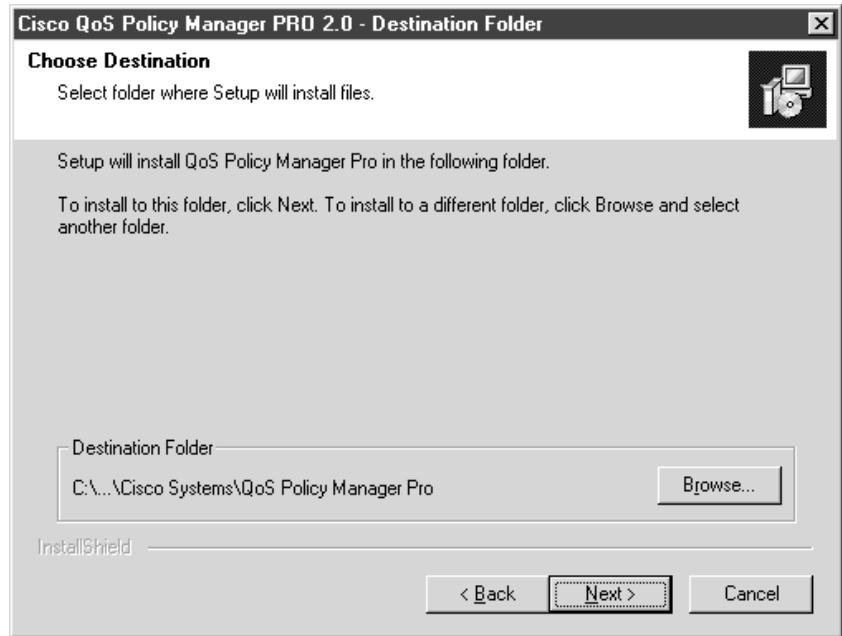 Cisco QoS Policy Manager PRO 2.0 - Destination Folder
Choose Destination
Select folder where Setup will install files.
Setup will install QoS Policy Manager Pro in the following folder.
To install to this folder, click Next. To install to a different folder, click Browse and select
another folder.
Destination Folder
C:\...\Cisco Systems\QoS Policy Manager Pro
Browse...
InstallShield
< Back
Next >
Cancel